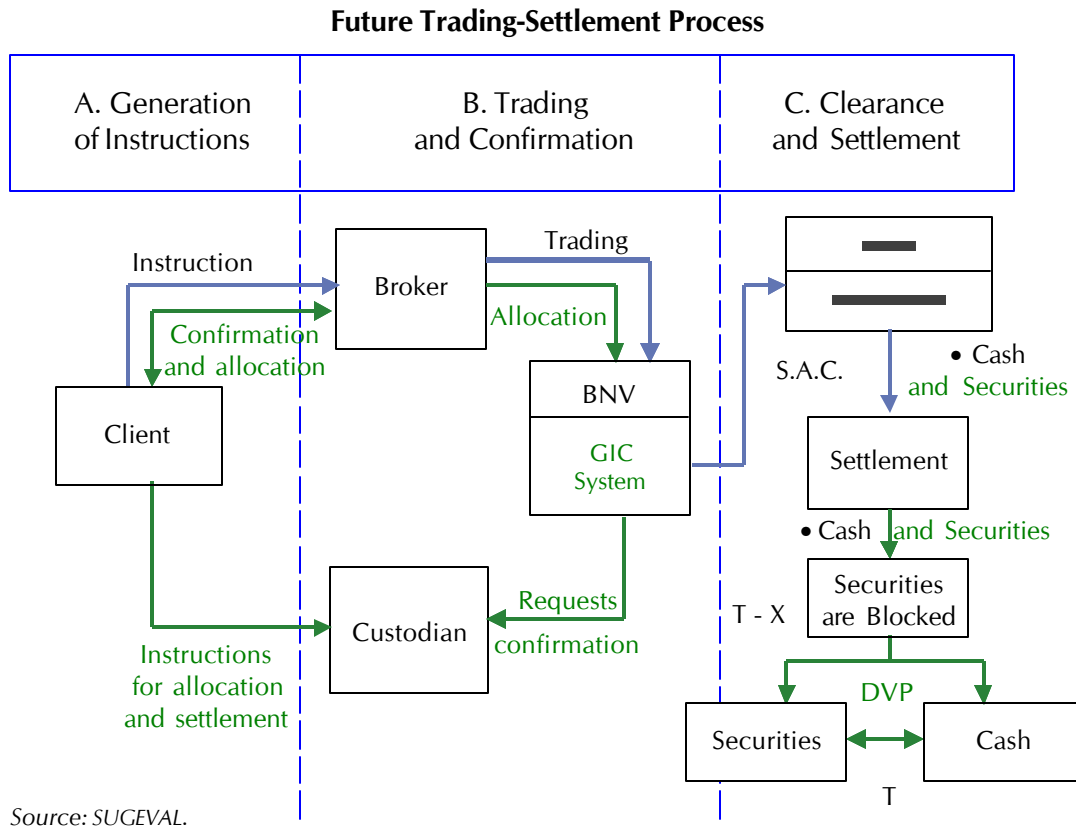 Future Trading-Settlement Process
A. Generation
of Instructions
B. Trading
and Confirmation
C. Clearance
and Settlement
Instruction
Confirmation
and allocation
Client
Instructions
for allocation
and settlement
Broker
Trading
Allocation
BNV
GIC
System
Custodian
Requests
confirmation
S.A.C.
• Cash
and Securities
Settlement
• Cash and Securities
Securities
are Blocked
T - X
DVP
Securities
Cash
T
Source: SUGEVAL.